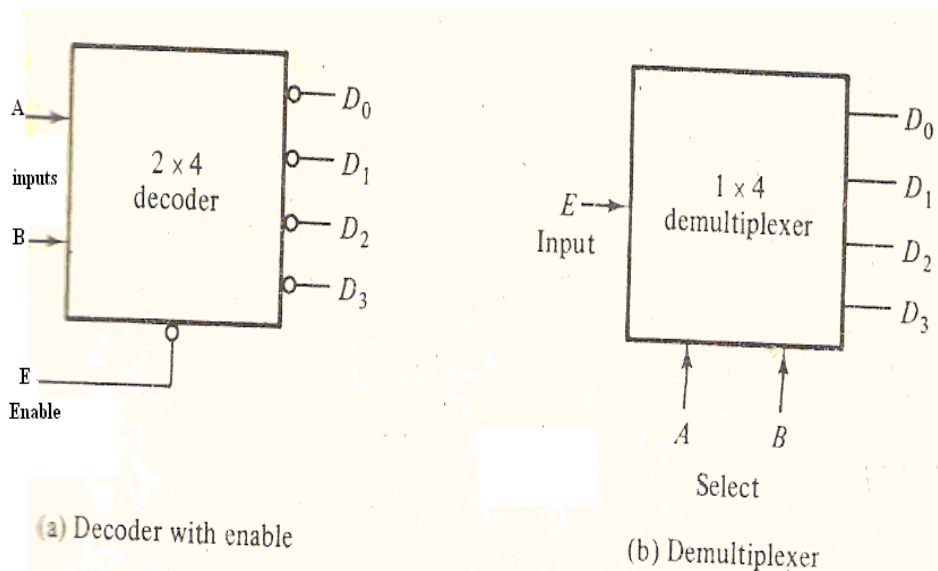 A
inputs
B
2 x 4
decoder
D0
D1
D2
D3
E
Enable
(a) Decoder with enable
E
Input
1 x 4
demultiplexer
D0
D1
D2
D3
A
B
Select
(b) Demultiplexer